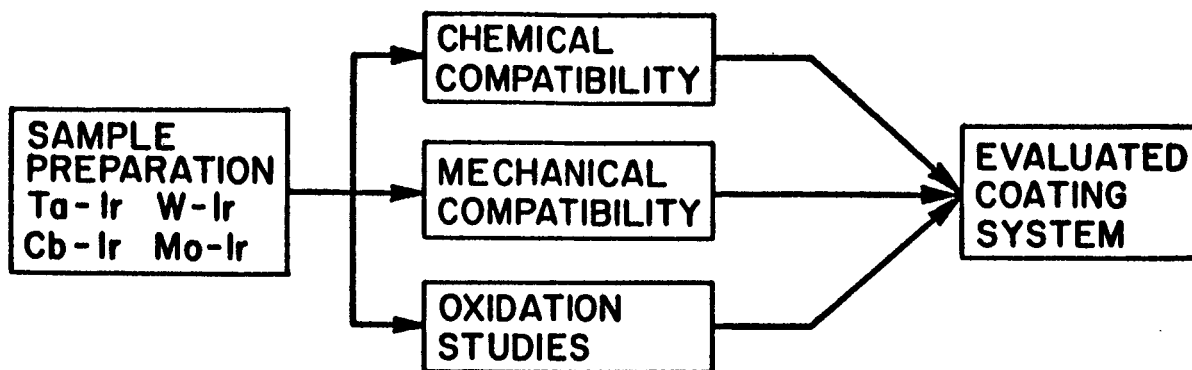 SAMPLE
PREPARATION
Ta-Ir W-Ir
Cb-Ir Mo-Ir
CHEMICAL
COMPATIBILITY
MECHANICAL
COMPATIBILITY
OXIDATION
STUDIES
EVALUATED
COATING
SYSTEM